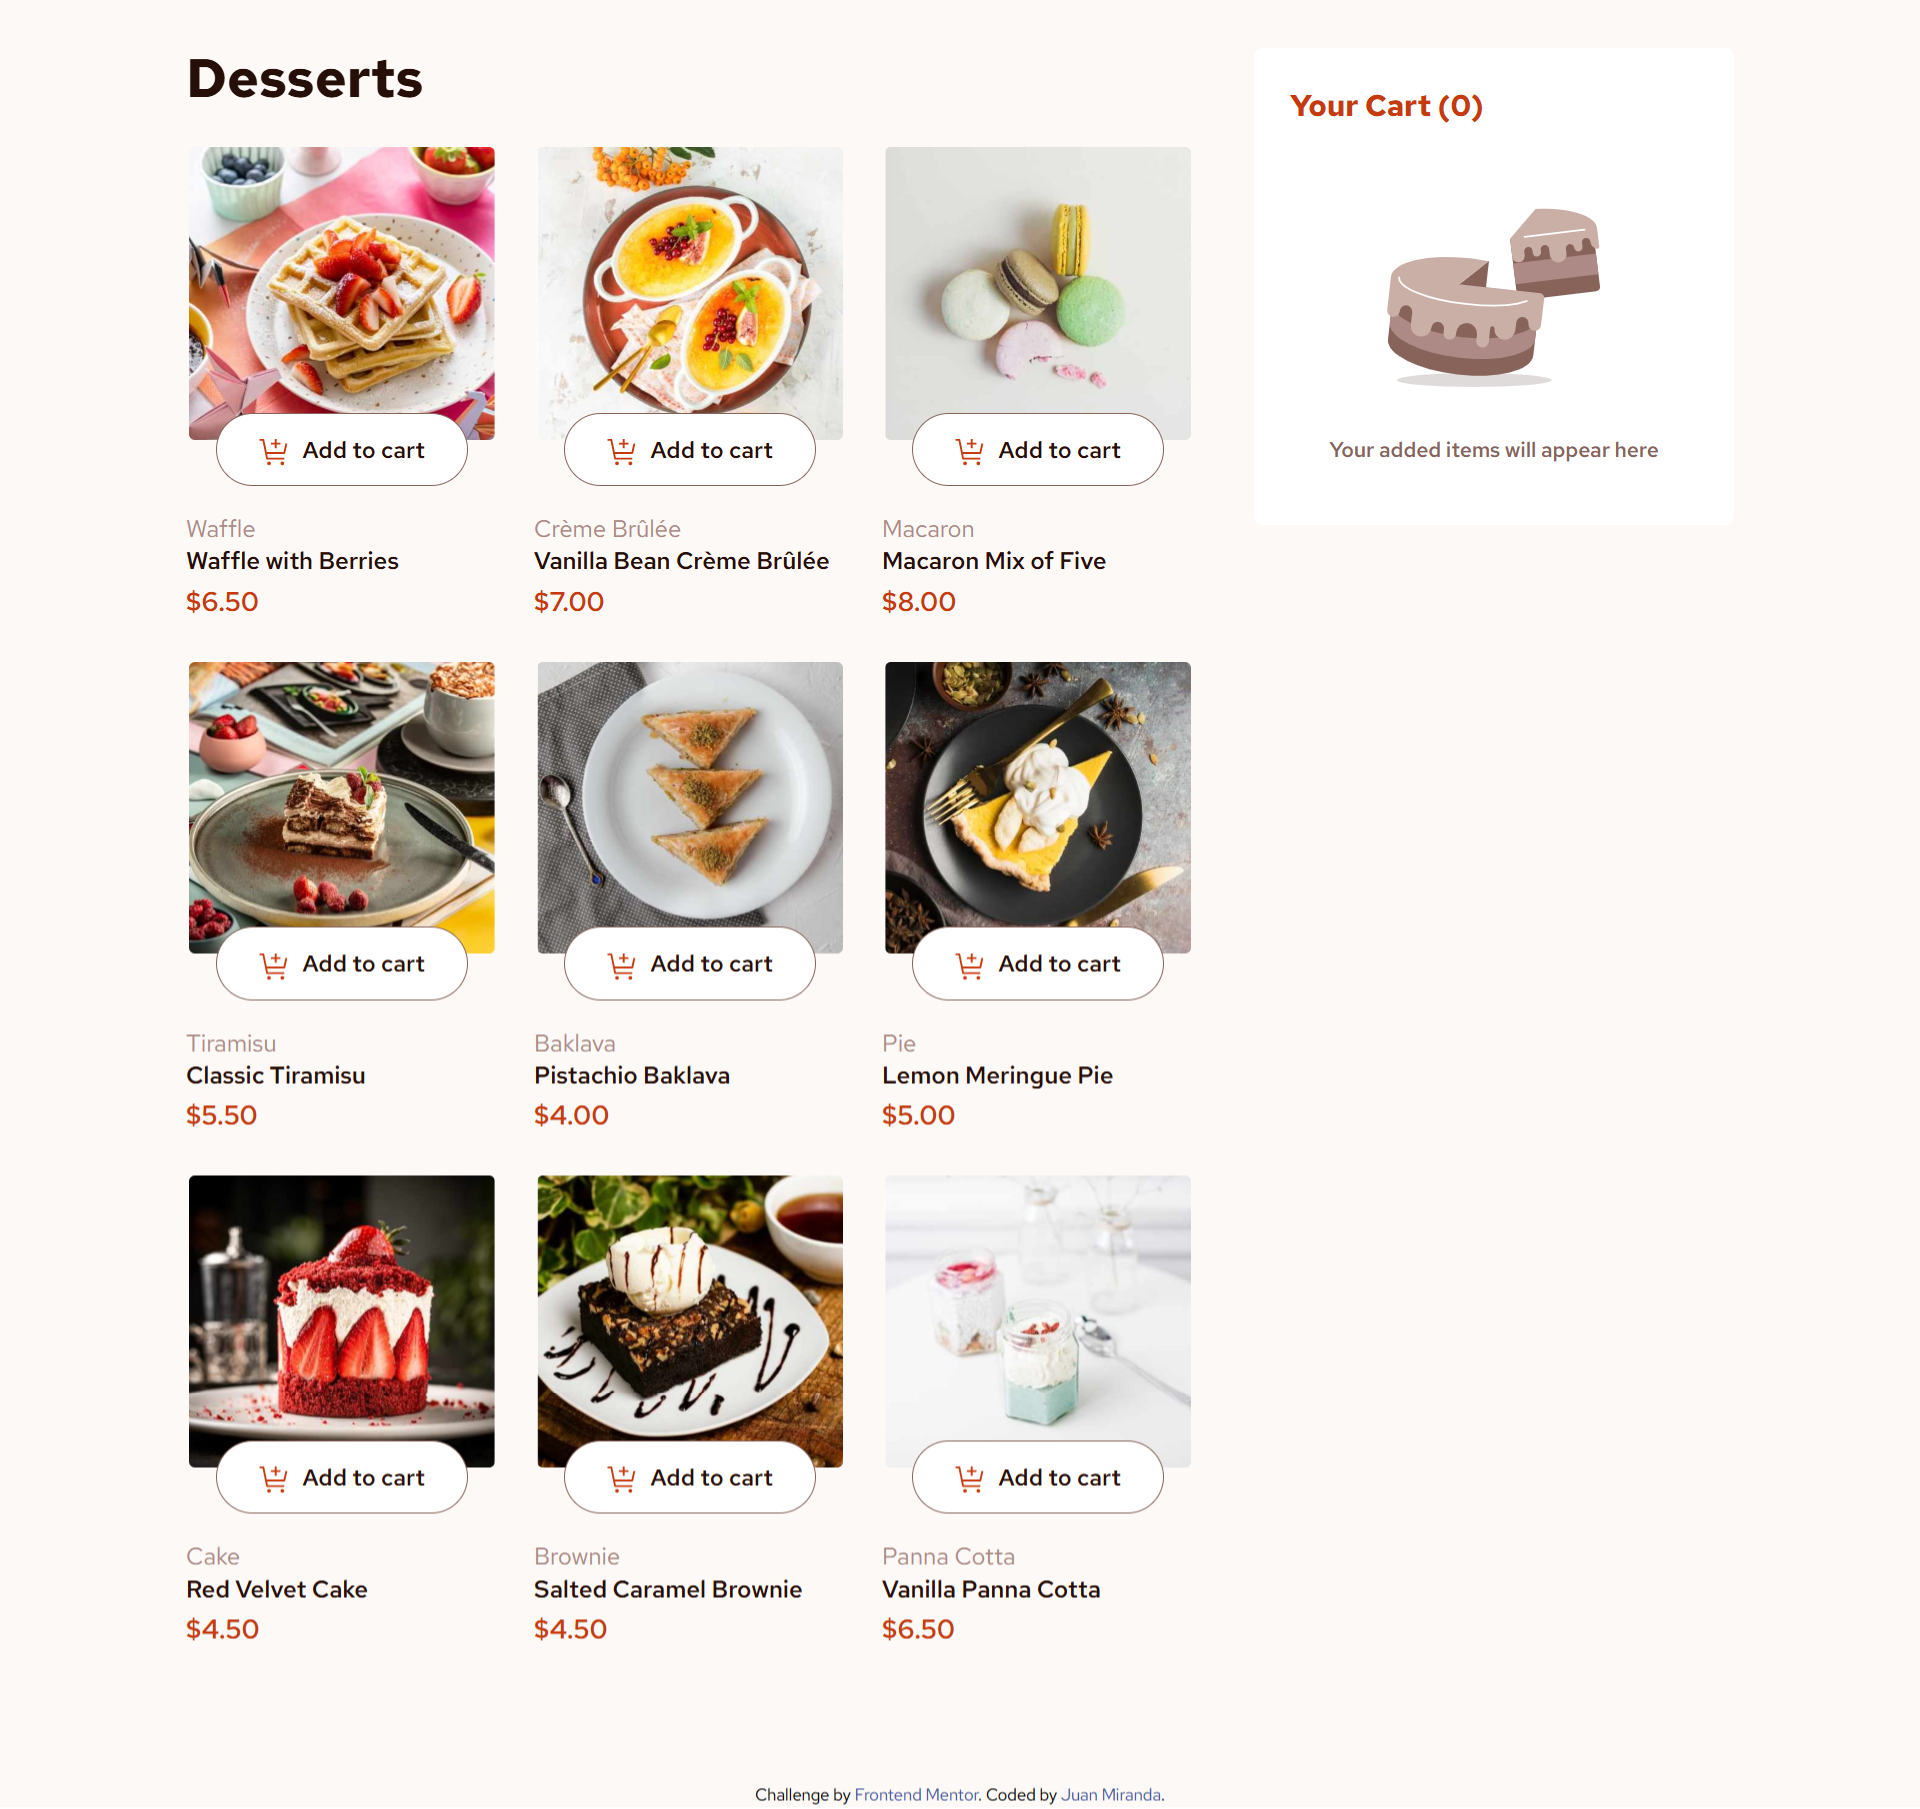 Desserts
Your Cart (0)
Your added items will appear here
Add to cart
Add to cart
Add to cart
Waffle
Waffle with Berries
$6.50
Crème Brûlée
Vanilla Bean Crème Brûlée
$7.00
Macaron
Macaron Mix of Five
$8.00
Add to cart
Add to cart
Add to cart
Tiramisu
Classic Tiramisu
$5.50
Baklava
Pistachio Baklava
$4.00
Pie
Lemon Meringue Pie
$5.00
Add to cart
Add to cart
Add to cart
Cake
Red Velvet Cake
$4.50
Brownie
Salted Caramel Brownie
$4.50
Panna Cotta
Vanilla Panna Cotta
$6.50
Challenge by Frontend Mentor. Coded by Juan Miranda.